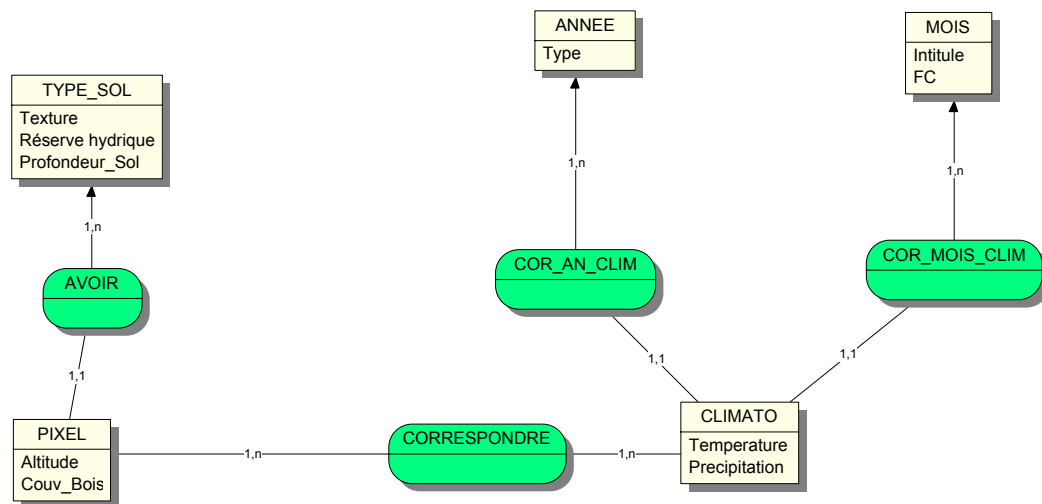 ANNEE
Type
MOIS
Intitule
FC
TYPE_SOL
Texture
Réserve hydrique
Profondeur_Sol
1,n
1,n
1,n
AVOIR
COR_AN_CLIM
COR_MOIS_CLIM
1,1
1,1
1,1
PIXEL
Altitude
Couv_Bois
1,n
CORRESPONDRE
1,n
CLIMATO
Temperature
Precipitation